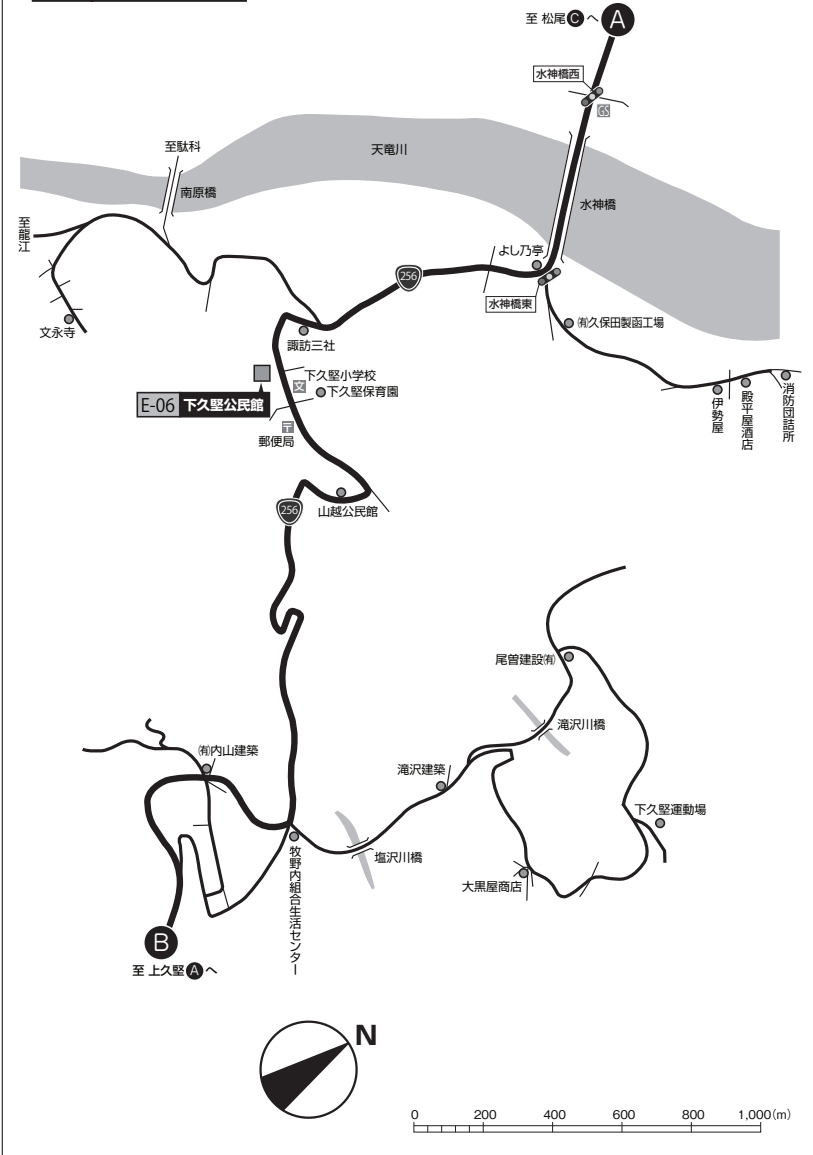 至 松尾 C へ A
水神橋西
GS
至駄科
天竜川
南原橋
水神橋
至龍江
よし乃亭
256
水神橋東
文永寺
㈲久保田製函工場
諏訪三社
下久堅小学校
文
下久堅保育園
E-06 下久堅公民館
〒
郵便局
伊勢屋
殿平屋酒店
消防団詰所
256
山越公民館
尾曽建設㈲
滝沢川橋
㈲内山建築
滝沢建築
下久堅運動場
塩沢川橋
牧野内組合生活センター
大黒屋商店
B
至 上久堅 A へ
N
0 200 400 600 800 1,000(m)